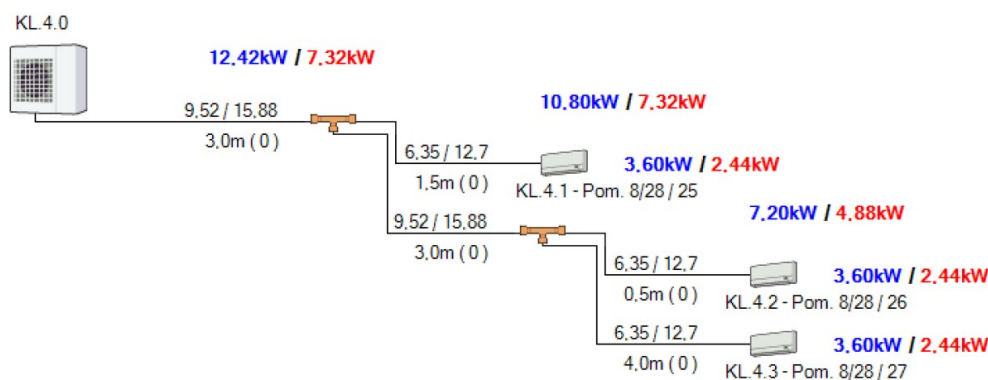 KL.4.0
12,42kW / 7,32kW
9,52 / 15,88
3,0m ( 0 )
10,80kW / 7,32kW
6,35 / 12,7
1,5m ( 0 )
3,60kW / 2,44kW
KL.4.1 - Pom. 8/28 / 25
7,20kW / 4,88kW
9,52 / 15,88
3,0m ( 0 )
6,35 / 12,7
0,5m ( 0 )
3,60kW / 2,44kW
KL.4.2 - Pom. 8/28 / 26
6,35 / 12,7
4,0m ( 0 )
3,60kW / 2,44kW
KL.4.3 - Pom. 8/28 / 27